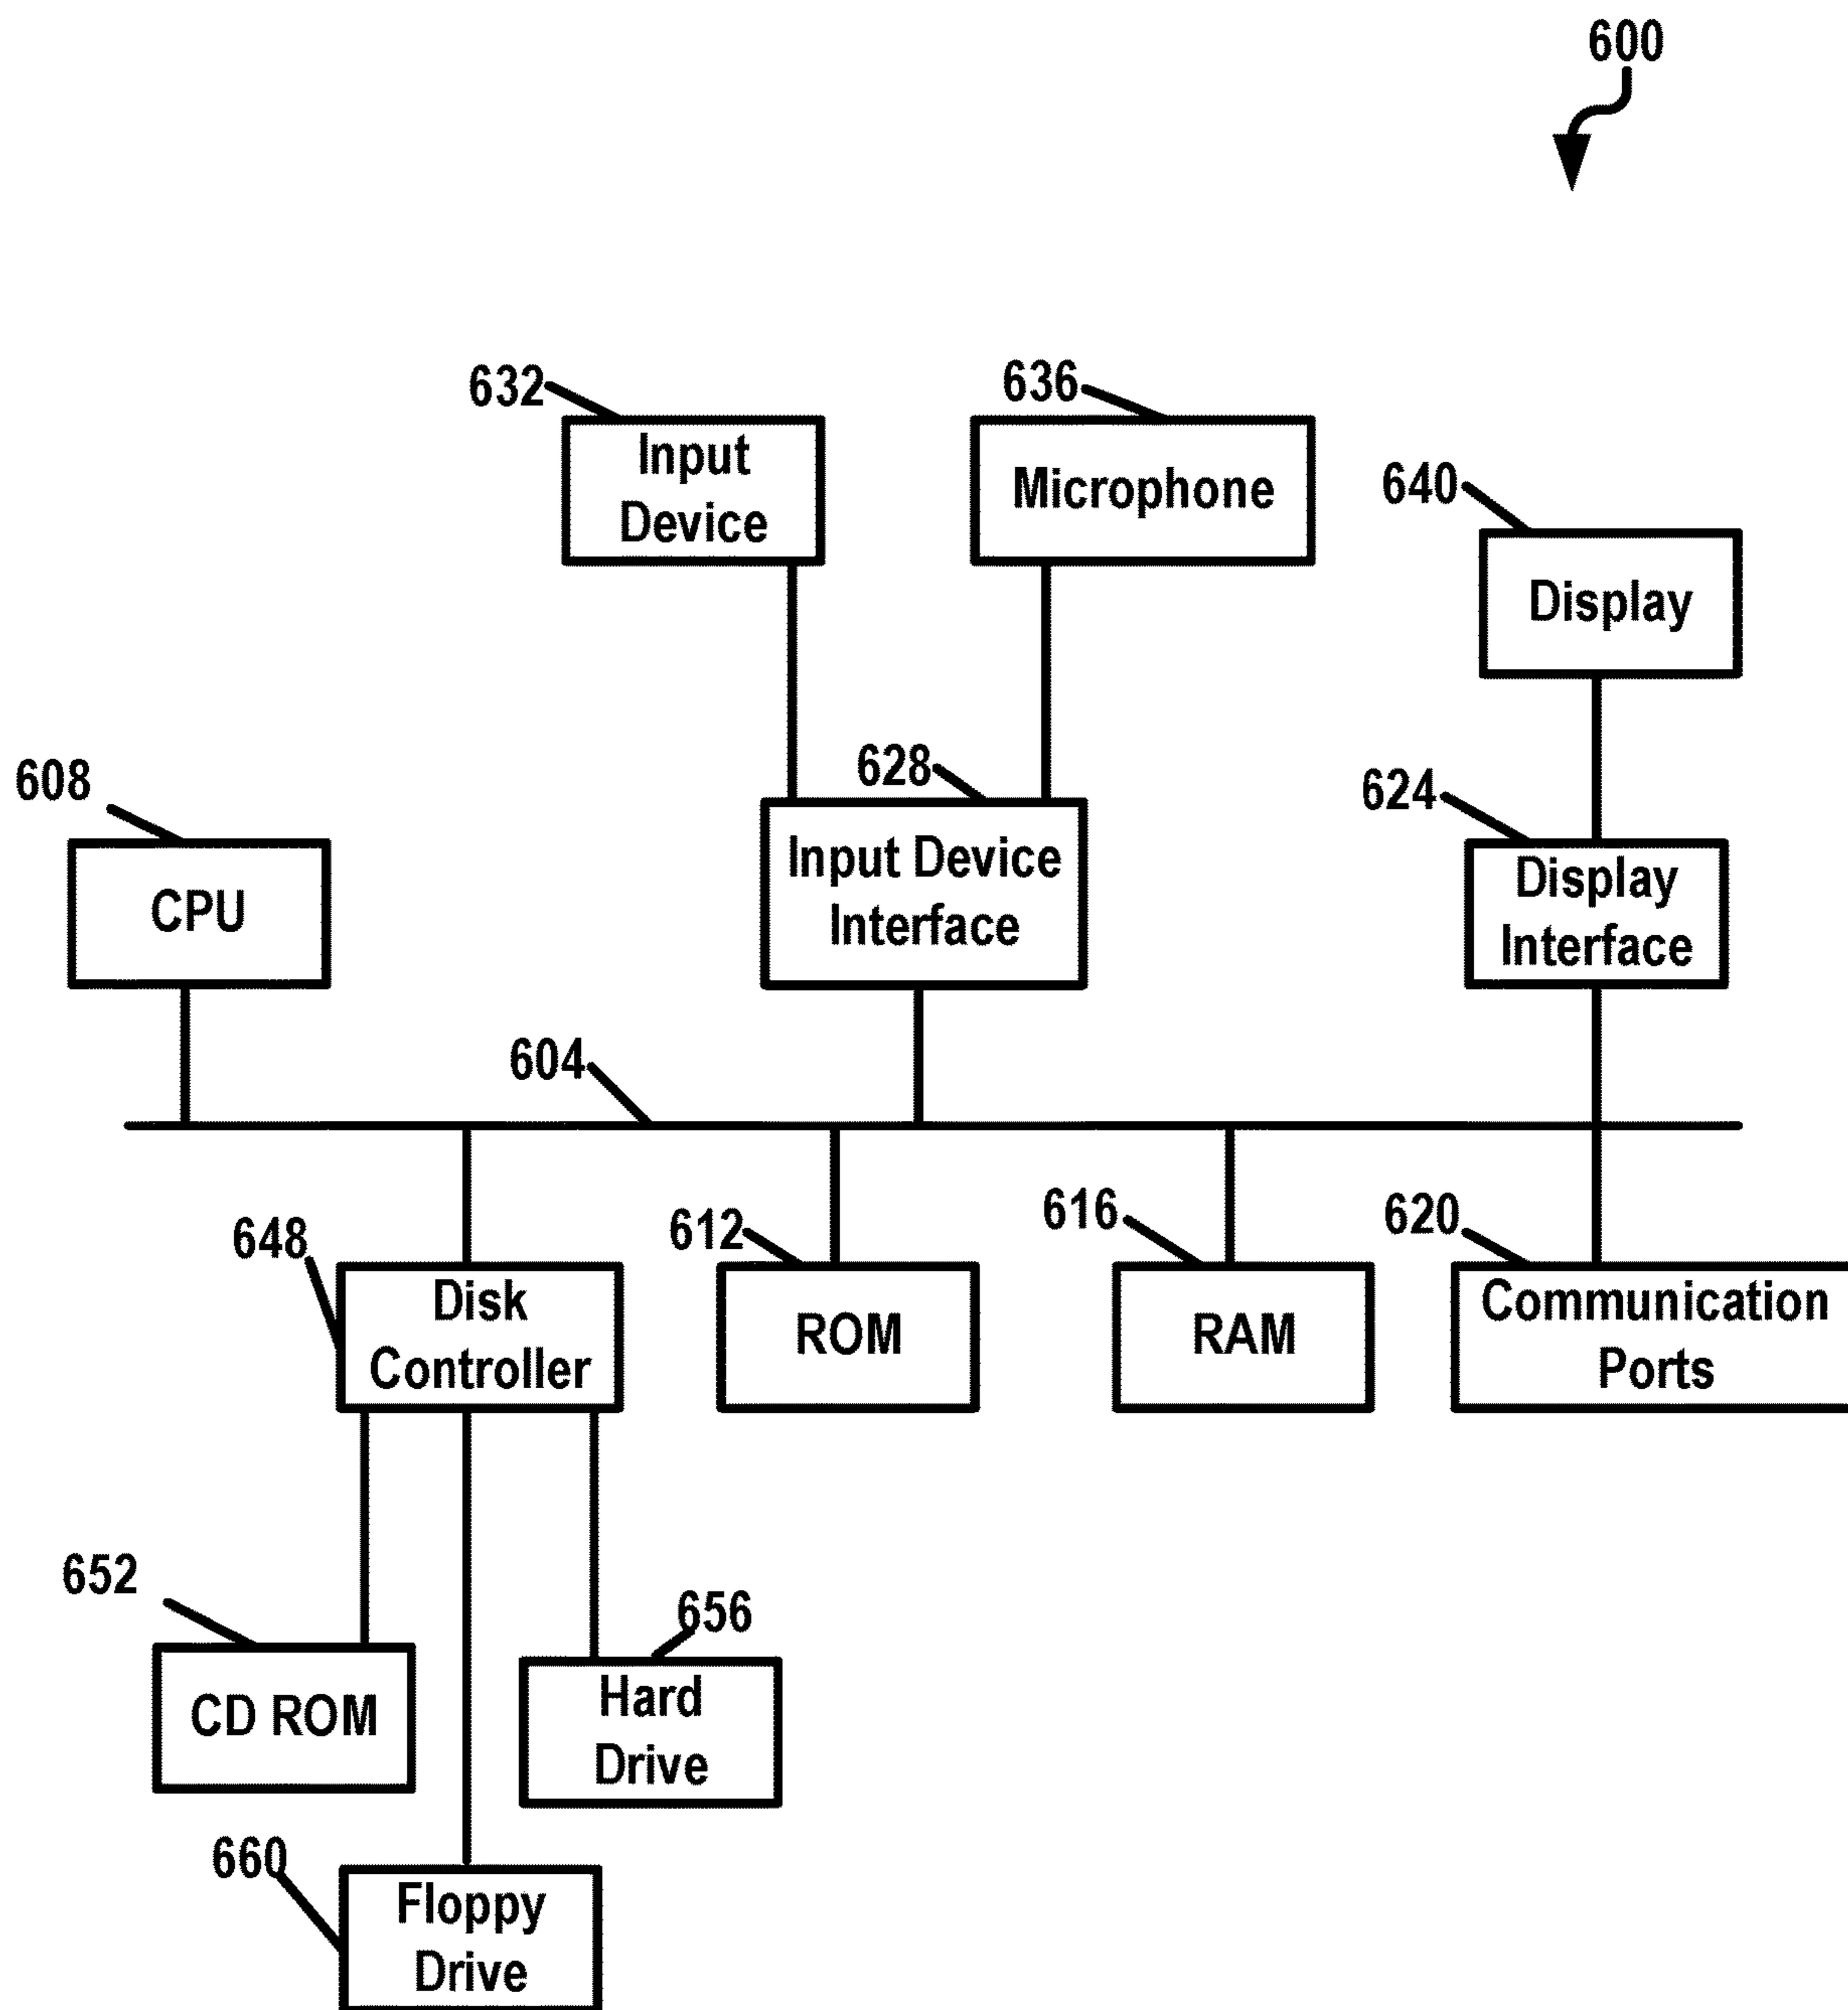 600
632
Input
Device
636
Microphone
640
Display
608
CPU
628
Input Device
Interface
624
Display
Interface
604
648
Disk
Controller
612
ROM
616
RAM
620
Communication
Ports
652
CD ROM
656
Hard
Drive
660
Floppy
Drive